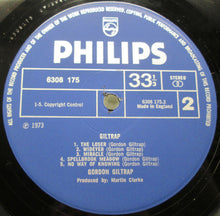 PHILIPS
6308 175
33⅓
STEREO
1-5. Copyright Control
6308 175.2
Made in England
2
℗ 1973
GILTRAP
1. THE LOSER (Gordon Giltrap)
2. WIDEYED (Gordon Giltrap)
3. MIRACLE (Gordon Giltrap)
4. SPELLBROOK MEADOW (Gordon Giltrap)
5. NO WAY OF KNOWING (Gordon Giltrap)
GORDON GILTRAP
Produced by: Martin Clarke